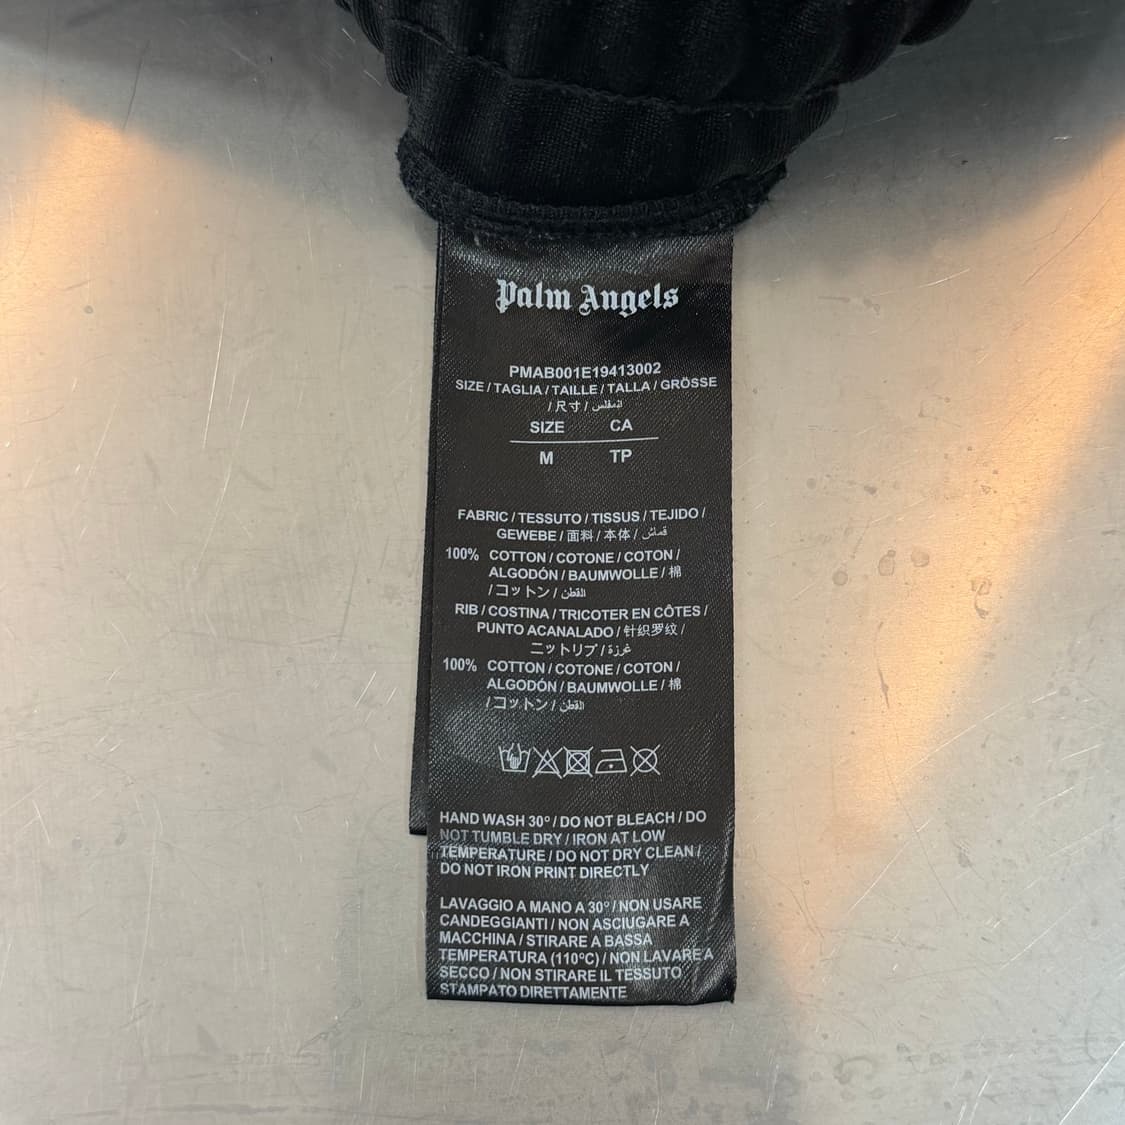 Palm Angels
PMAB001E19413002
SIZE / TAGLIA / TAILLE / TALLA / GRÖSSE
/ 尺寸 /
SIZE CA
M TP
FABRIC / TESSUTO / TISSUS / TEJIDO /
GEWEBE / 面料 / 本体 / قماش
100% COTTON / COTONE / COTON /
ALGODÓN / BAUMWOLLE / 棉
/ コットン / القطن
RIB / COSTINA / TRICOTER EN CÔTES /
PUNTO ACANALADO / 针织罗纹 /
ニットリブ / غرزة
100% COTTON / COTONE / COTON /
ALGODÓN / BAUMWOLLE / 棉
/ コットン / القطن
HAND WASH 30° / DO NOT BLEACH / DO
NOT TUMBLE DRY / IRON AT LOW
TEMPERATURE / DO NOT DRY CLEAN /
DO NOT IRON PRINT DIRECTLY
LAVAGGIO A MANO A 30° / NON USARE
CANDEGGIANTI / NON ASCIUGARE A
MACCHINA / STIRARE A BASSA
TEMPERATURA (110°C) / NON LAVARE A
SECCO / NON STIRARE IL TESSUTO
STAMPATO DIRETTAMENTE